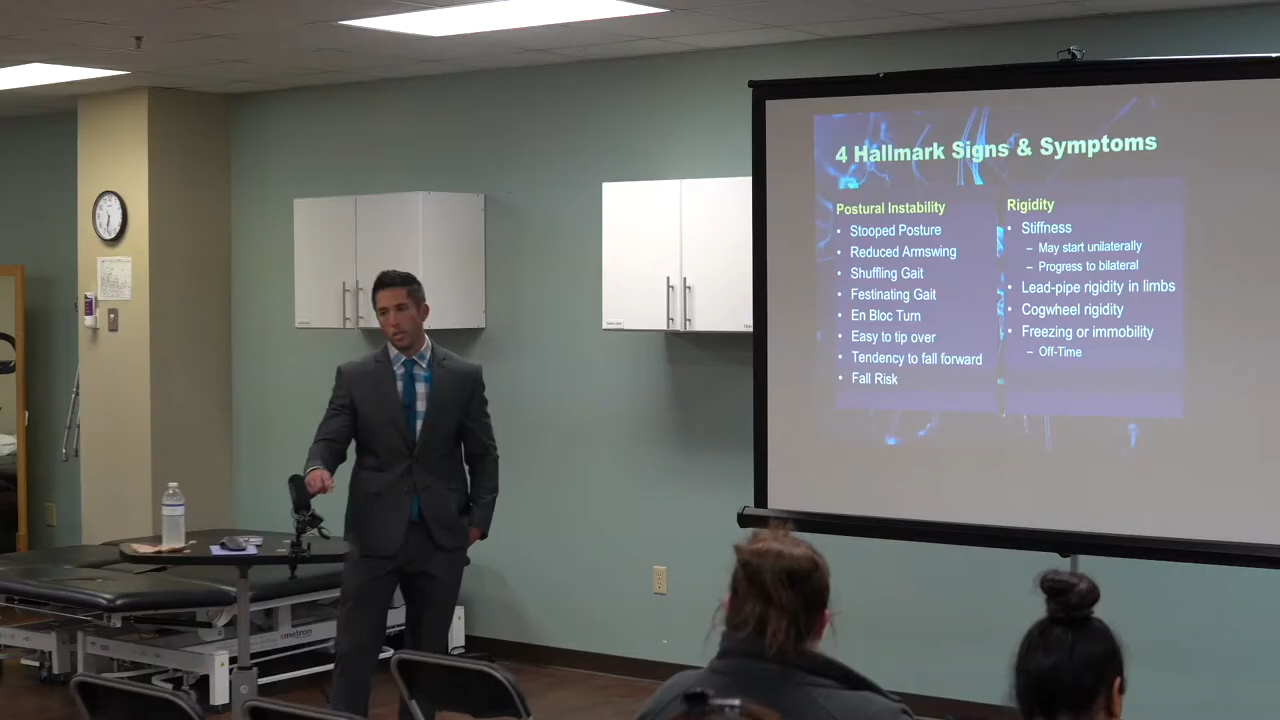 4 Hallmark Signs & Symptoms
Postural Instability
• Stooped Posture
• Reduced Armswing
• Shuffling Gait
• Festinating Gait
• En Bloc Turn
• Easy to tip over
• Tendency to fall forward
• Fall Risk
Rigidity
• Stiffness
– May start unilaterally
– Progress to bilateral
• Lead-pipe rigidity in limbs
• Cogwheel rigidity
• Freezing or immobility
– Off-Time
metron